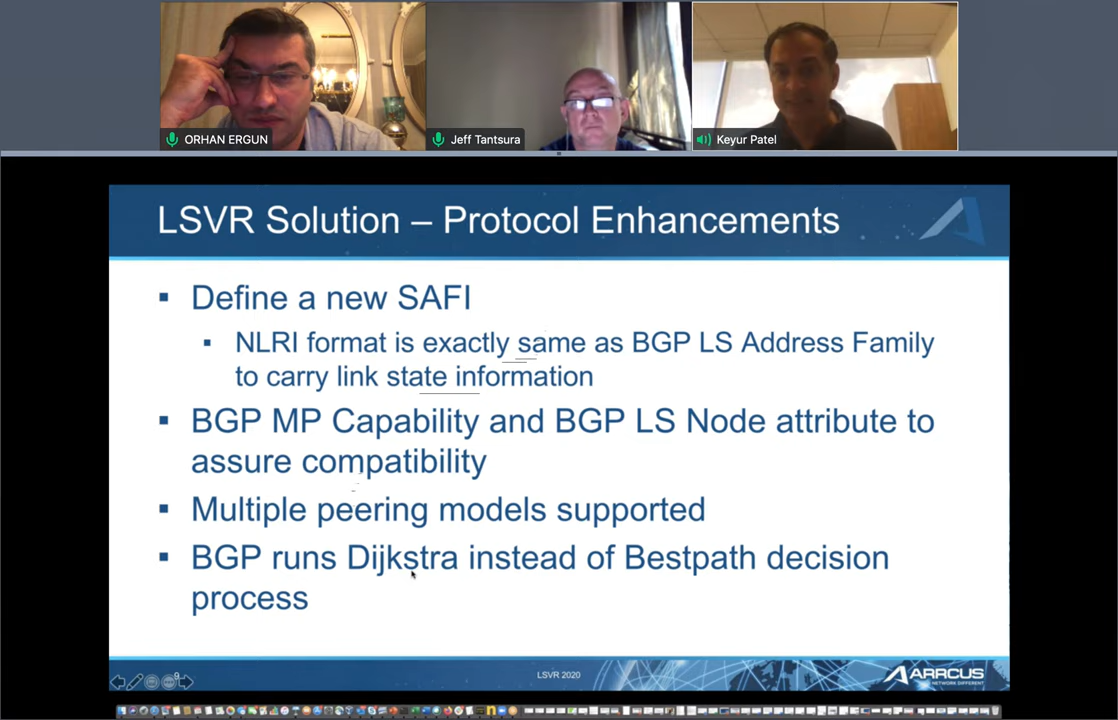 ORHAN ERGUN
Jeff Tantsura
Keyur Patel
LSVR Solution – Protocol Enhancements
Define a new SAFI
NLRI format is exactly same as BGP LS Address Family
to carry link state information
BGP MP Capability and BGP LS Node attribute to
assure compatibility
Multiple peering models supported
BGP runs Dijkstra instead of Bestpath decision
process
LSVR 2020
ARRCUS
NETWORK DIFFERENT